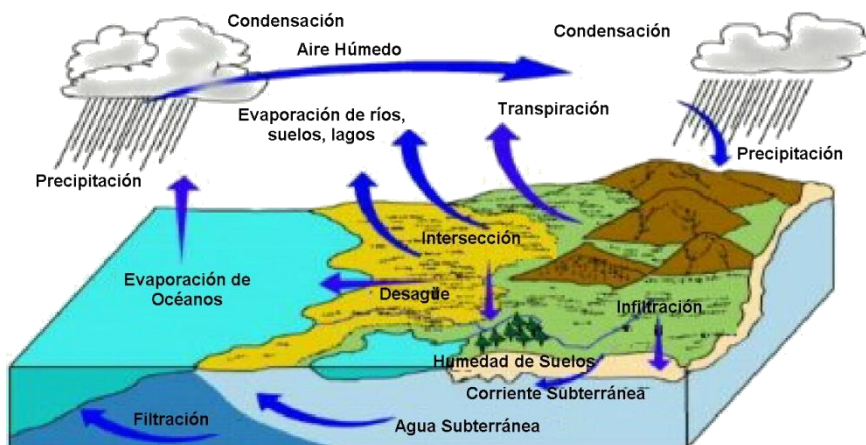 Condensación
Condensación
Aire Húmedo
Evaporación de ríos,
suelos, lagos
Transpiración
Precipitación
Precipitación
Intersección
Evaporación de
Océanos
Desagüe
Infiltración
Humedad de Suelos
Corriente Subterránea
Filtración
Agua Subterránea